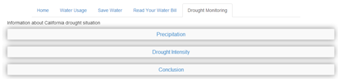 Home Water Usage Save Water Read Your Water Bill Drought Monitoring
Information about California drought situation
Precipitation
Drought Intensity
Conclusion